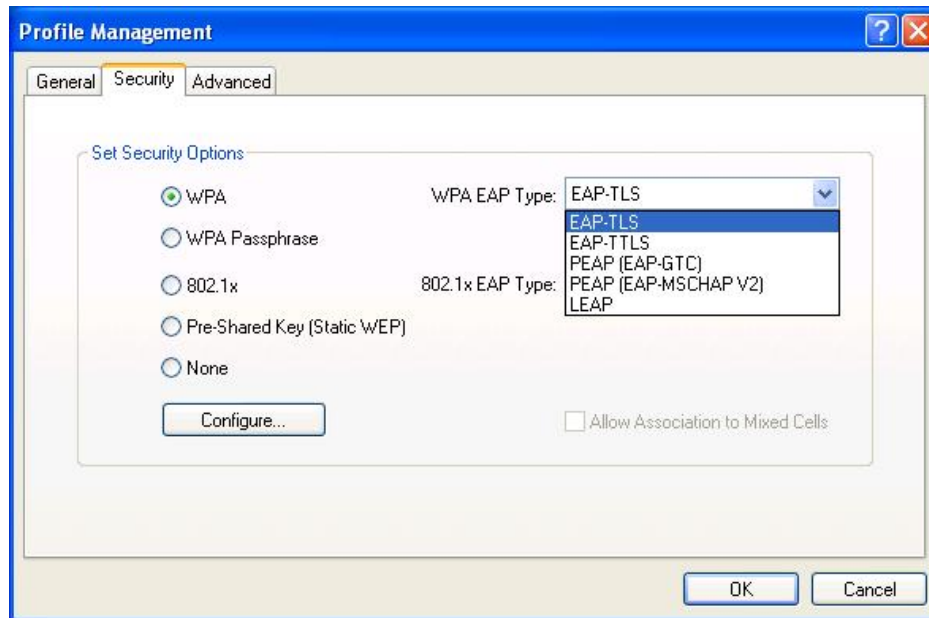 Profile Management
General Security Advanced
Set Security Options
WPA WPA EAP Type: EAP-TLS
EAP-TLS
WPA Passphrase EAP-TTLS
PEAP (EAP-GTC)
802.1x 802.1x EAP Type: PEAP (EAP-MSCHAP V2)
LEAP
Pre-Shared Key (Static WEP)
None
Configure... Allow Association to Mixed Cells
OK Cancel